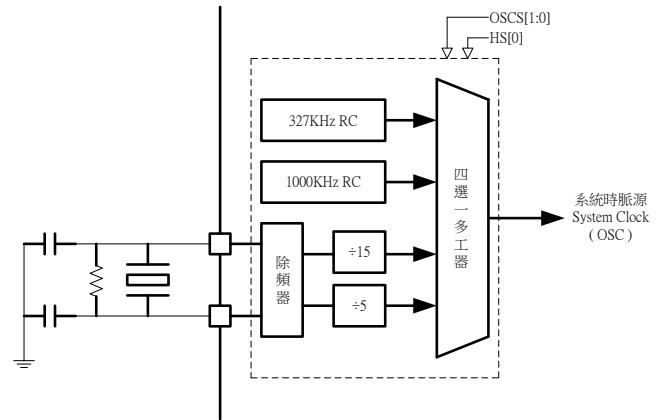 OSCS[1:0]
HS[0]
327KHz RC
1000KHz RC
四選一多工器
系統時脈源
System Clock
( OSC )
除頻器
÷15
÷5